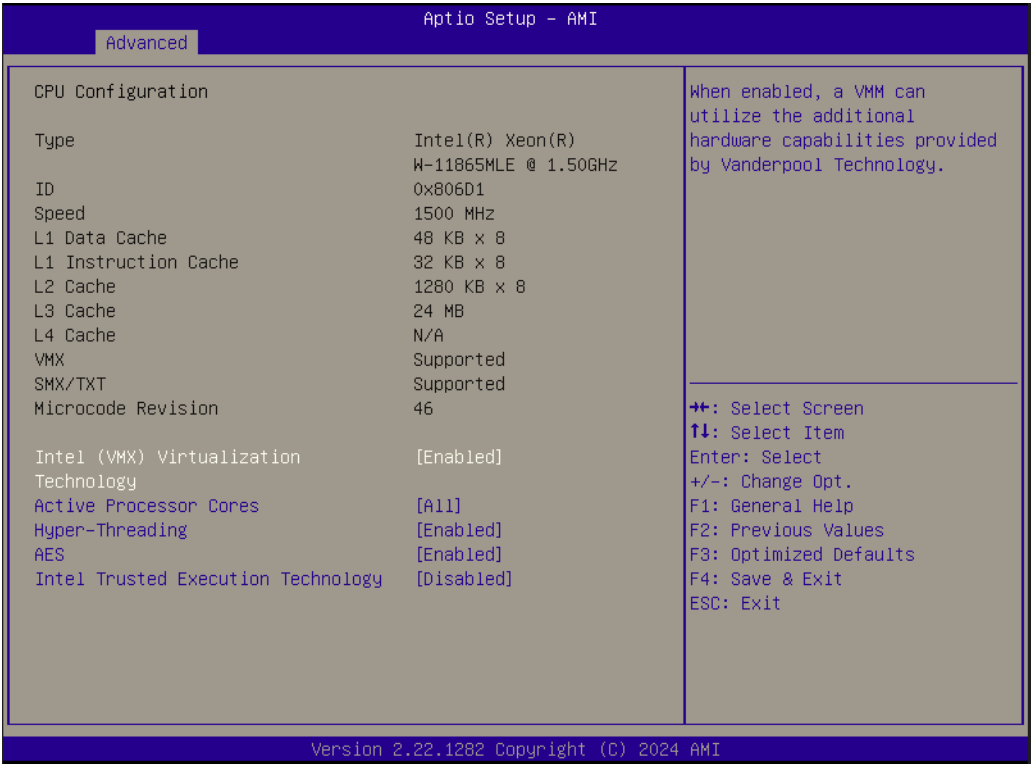 Aptio Setup – AMI
Advanced
CPU Configuration
Type Intel(R) Xeon(R)
W-11865MLE @ 1.50GHz
ID 0x806D1
Speed 1500 MHz
L1 Data Cache 48 KB x 8
L1 Instruction Cache 32 KB x 8
L2 Cache 1280 KB x 8
L3 Cache 24 MB
L4 Cache N/A
VMX Supported
SMX/TXT Supported
Microcode Revision 46
Intel (VMX) Virtualization [Enabled]
Technology
Active Processor Cores [All]
Hyper-Threading [Enabled]
AES [Enabled]
Intel Trusted Execution Technology [Disabled]
When enabled, a VMM can
utilize the additional
hardware capabilities provided
by Vanderpool Technology.
→←: Select Screen
↑↓: Select Item
Enter: Select
+/-: Change Opt.
F1: General Help
F2: Previous Values
F3: Optimized Defaults
F4: Save & Exit
ESC: Exit
Version 2.22.1282 Copyright (C) 2024 AMI